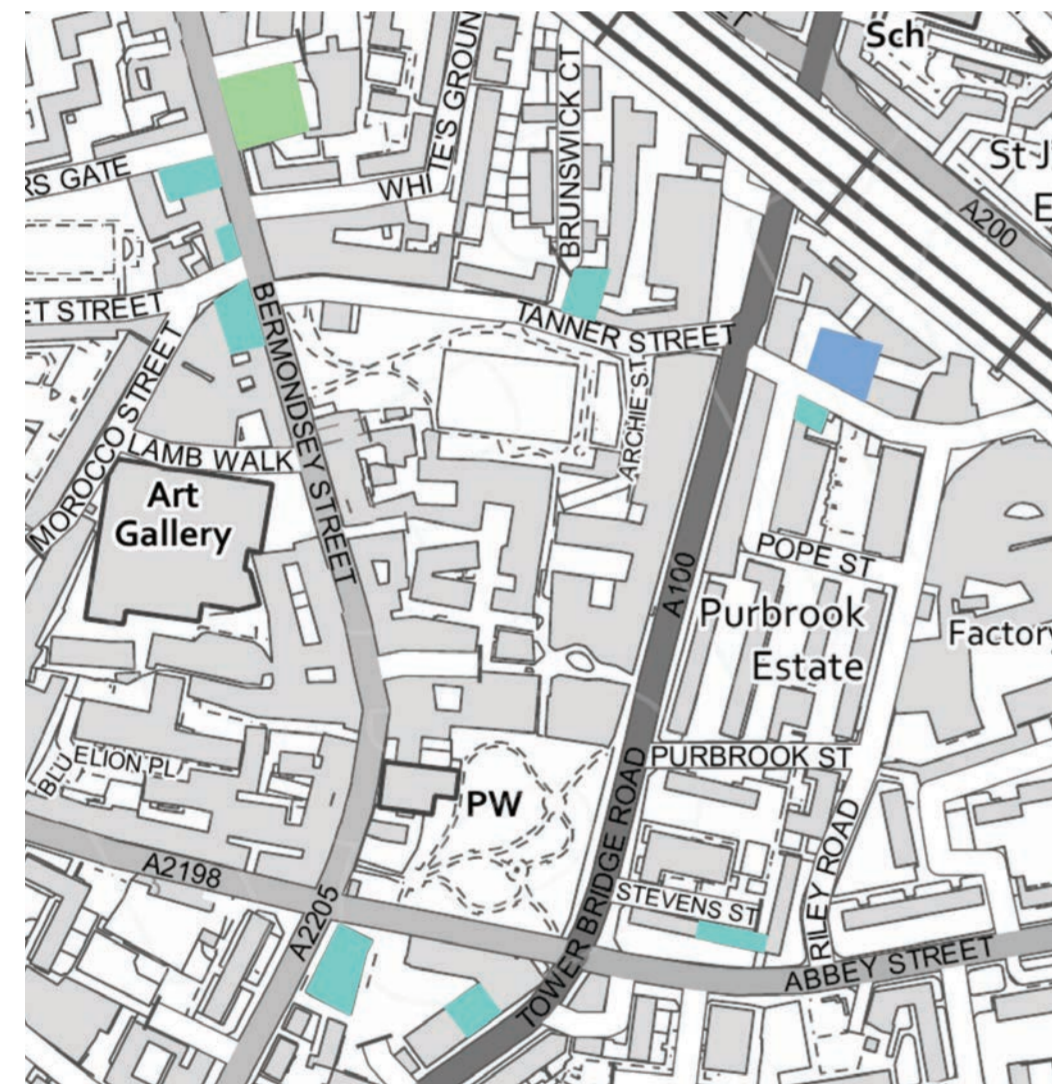 Sch
WHITE'S GROUN
BRUNSWICK CT
RS GATE
St J
E
A200
ET STREET
TANNER STREET
BERMONDSEY STREET
MOROCCO STREET
ARCHIE ST
LAMB WALK
Art
Gallery
POPE ST
A100
Purbrook
Estate
Factory
PURBROOK ST
ELION PL
BLU
PW
RILEY ROAD
A2198
STEVENS ST
A2205
TOWER BRIDGE ROAD
ABBEY STREET